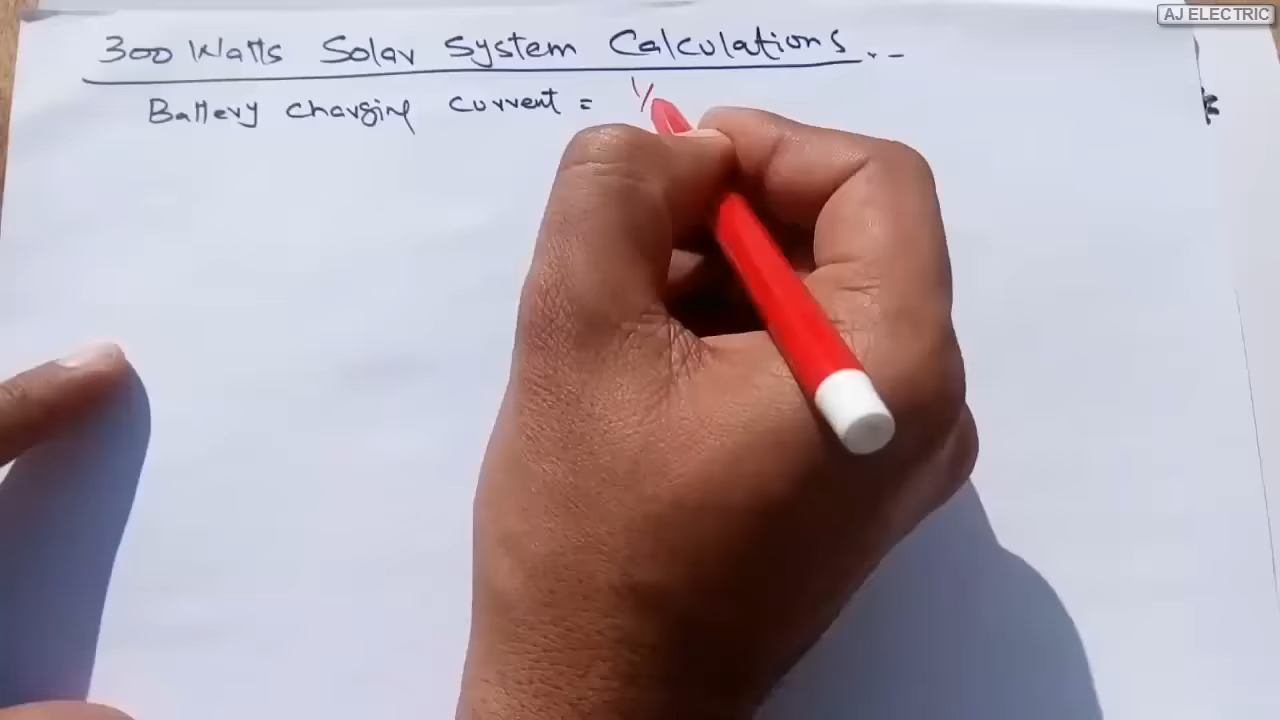 AJ ELECTRIC
300 Watts Solar System Calculations..-
Battery charging current = 1/